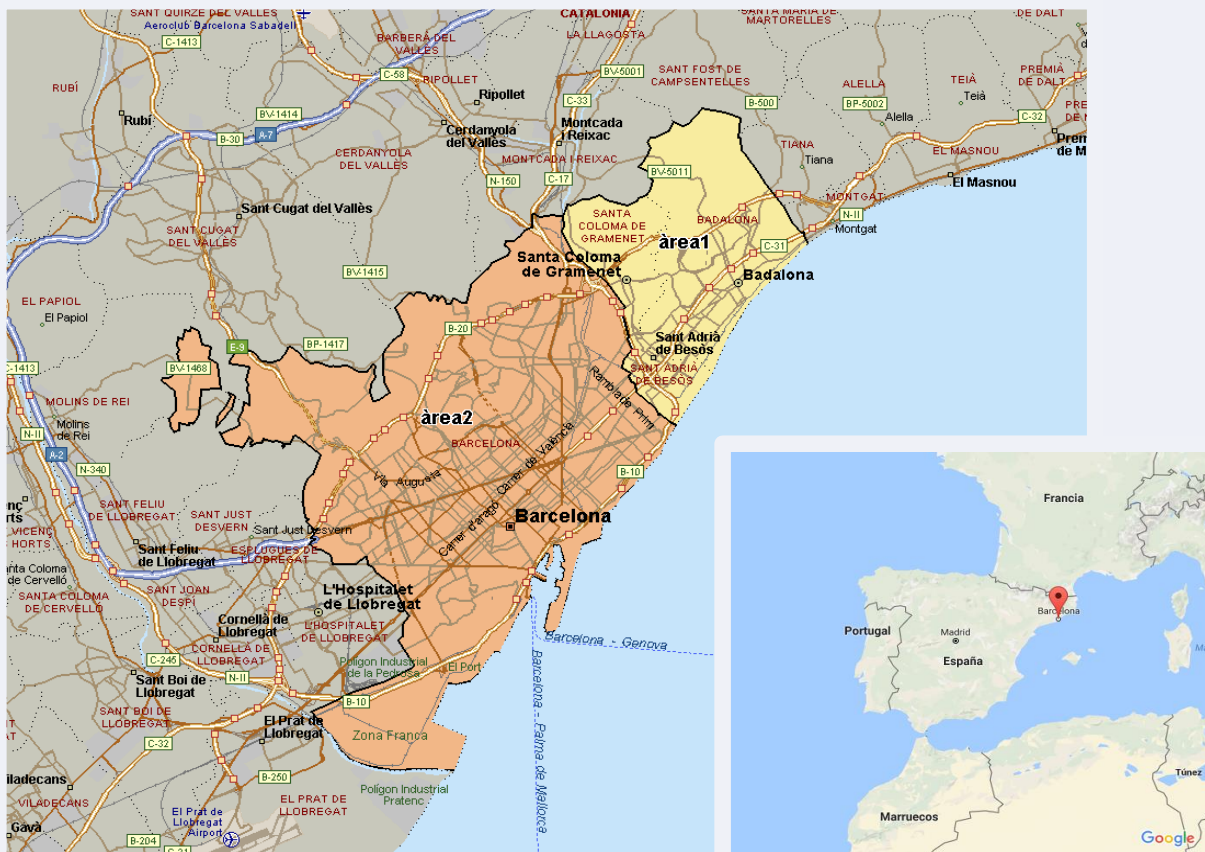 SANT QUIRZE DEL VALLÈS
Aeroclub Barcelona Sabadell
C-1413
BARBERÀ DEL
VALLÈS
CATALONIA
LA LLAGOSTA
SANTA MARIA DE
MARTORELLES
DE DALT
C-58
RIPOLLET
BV-5001
SANT FOST DE
CAMPSENTELLES
ALELLA
TEIÀ
PREMIÀ
DE DALT
RUBÍ
Rubí
BV-1414
A-7
B-30
Ripollet
C-33
B-500
BP-5002
Teià
C-32
Cerdanyola
del Vallès
Montcada
i Reixac
Alella
CERDANYOLA
DEL VALLÈS
MONTCADA I REIXAC
TIANA
Tiana
EL MASNOU
El Masnou
N-150
C-17
BV-5011
MONTGAT
N-II
Montgat
Sant Cugat del Vallès
SANT CUGAT
DEL VALLÈS
SANTA
COLOMA DE
GRAMENET
BADALONA
àrea1
C-31
Santa Coloma
de Gramenet
Badalona
BV-1415
EL PAPIOL
El Papiol
B-20
E-9
BP-1417
Sant Adrià
de Besòs
SANT ADRIÀ
DE BESÒS
C-1413
BV-1468
MOLINS DE REI
Molins
de Rei
N-II
A-2
N-340
àrea2
BARCELONA
Rambla de Prim
Via Augusta
Carrer de València
Carrer d'aragó
B-10
Barcelona
SANT FELIU
DE LLOBREGAT
SANT JUST
DESVERN
Sant Just Desvern
Sant Feliu
de Llobregat
ESPLUGUES DE
LLOBREGAT
VICENÇ
HORTS
Santa Coloma
de Cervelló
SANTA COLOMA
DE CERVELLÓ
SANT JOAN
DESPÍ
L'Hospitalet
de Llobregat
L'HOSPITALET
DE LLOBREGAT
Cornellà de
Llobregat
CORNELLÀ DE
LLOBREGAT
C-245
N-II
Sant Boi de
Llobregat
SANT BOI DE
LLOBREGAT
Polígon Industrial
de la Pedrosa
El Port
B-10
El Prat de
Llobregat
Zona Franca
C-32
B-250
Viladecans
VILADECANS
Gavà
EL PRAT DE
LLOBREGAT
Polígon Industrial
Pratenc
El Prat de
Llobregat
Airport
B-204
C-31
Barcelona - Genova
Barcelona - Palma de Mallorca
Francia
Portugal
Madrid
España
Barcelona
Marruecos
Túnez
Google